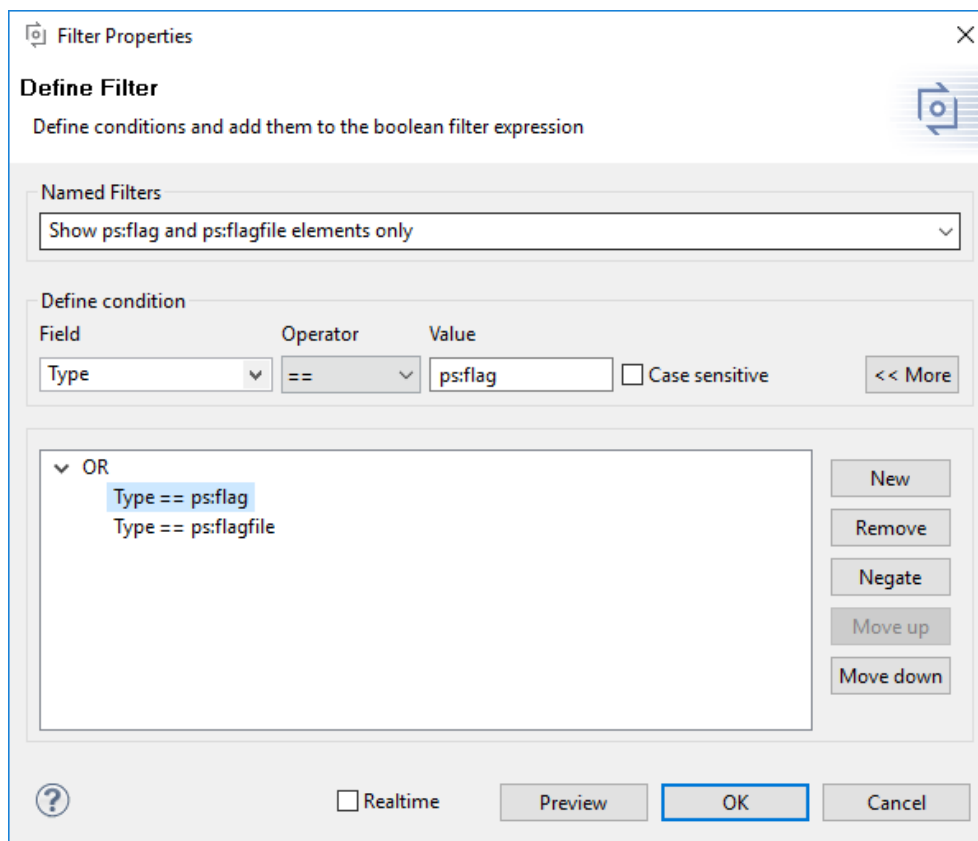 Filter Properties
Define Filter
Define conditions and add them to the boolean filter expression
Named Filters
Show ps:flag and ps:flagfile elements only
Define condition
Field Operator Value
Type == ps:flag Case sensitive << More
OR
Type == ps:flag
Type == ps:flagfile
New
Remove
Negate
Move up
Move down
? Realtime Preview OK Cancel